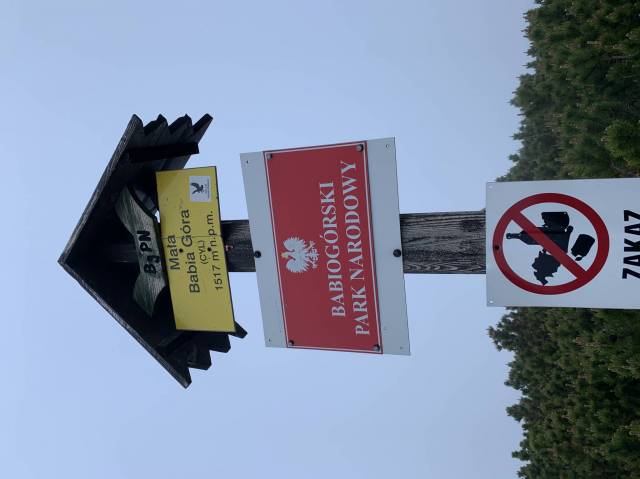 BgPN
Mała
Babia Góra
(CYL)
1517 m n.p.m.
BABIOGÓRSKI
PARK NARODOWY
ZAKAZ